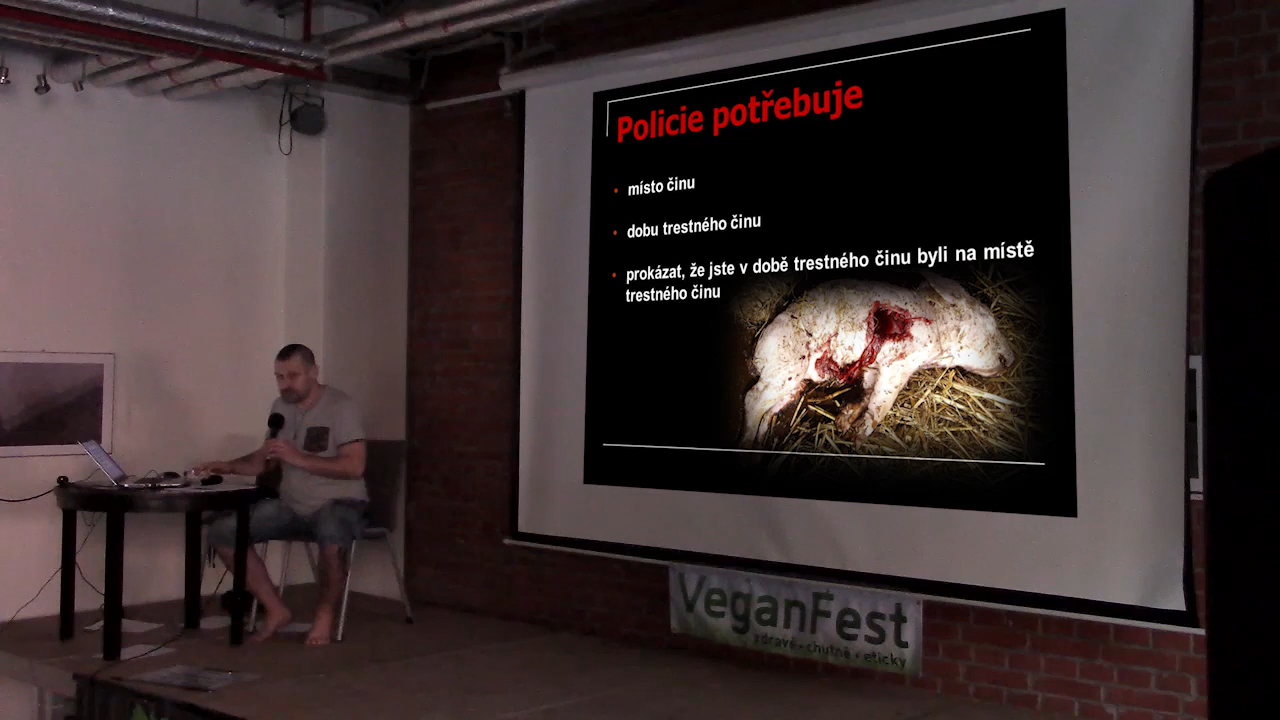 Policie potřebuje
místo činu
dobu trestného činu
prokázat, že jste v době trestného činu byli na místě
trestného činu
VeganFest
zdravě • chutně • eticky